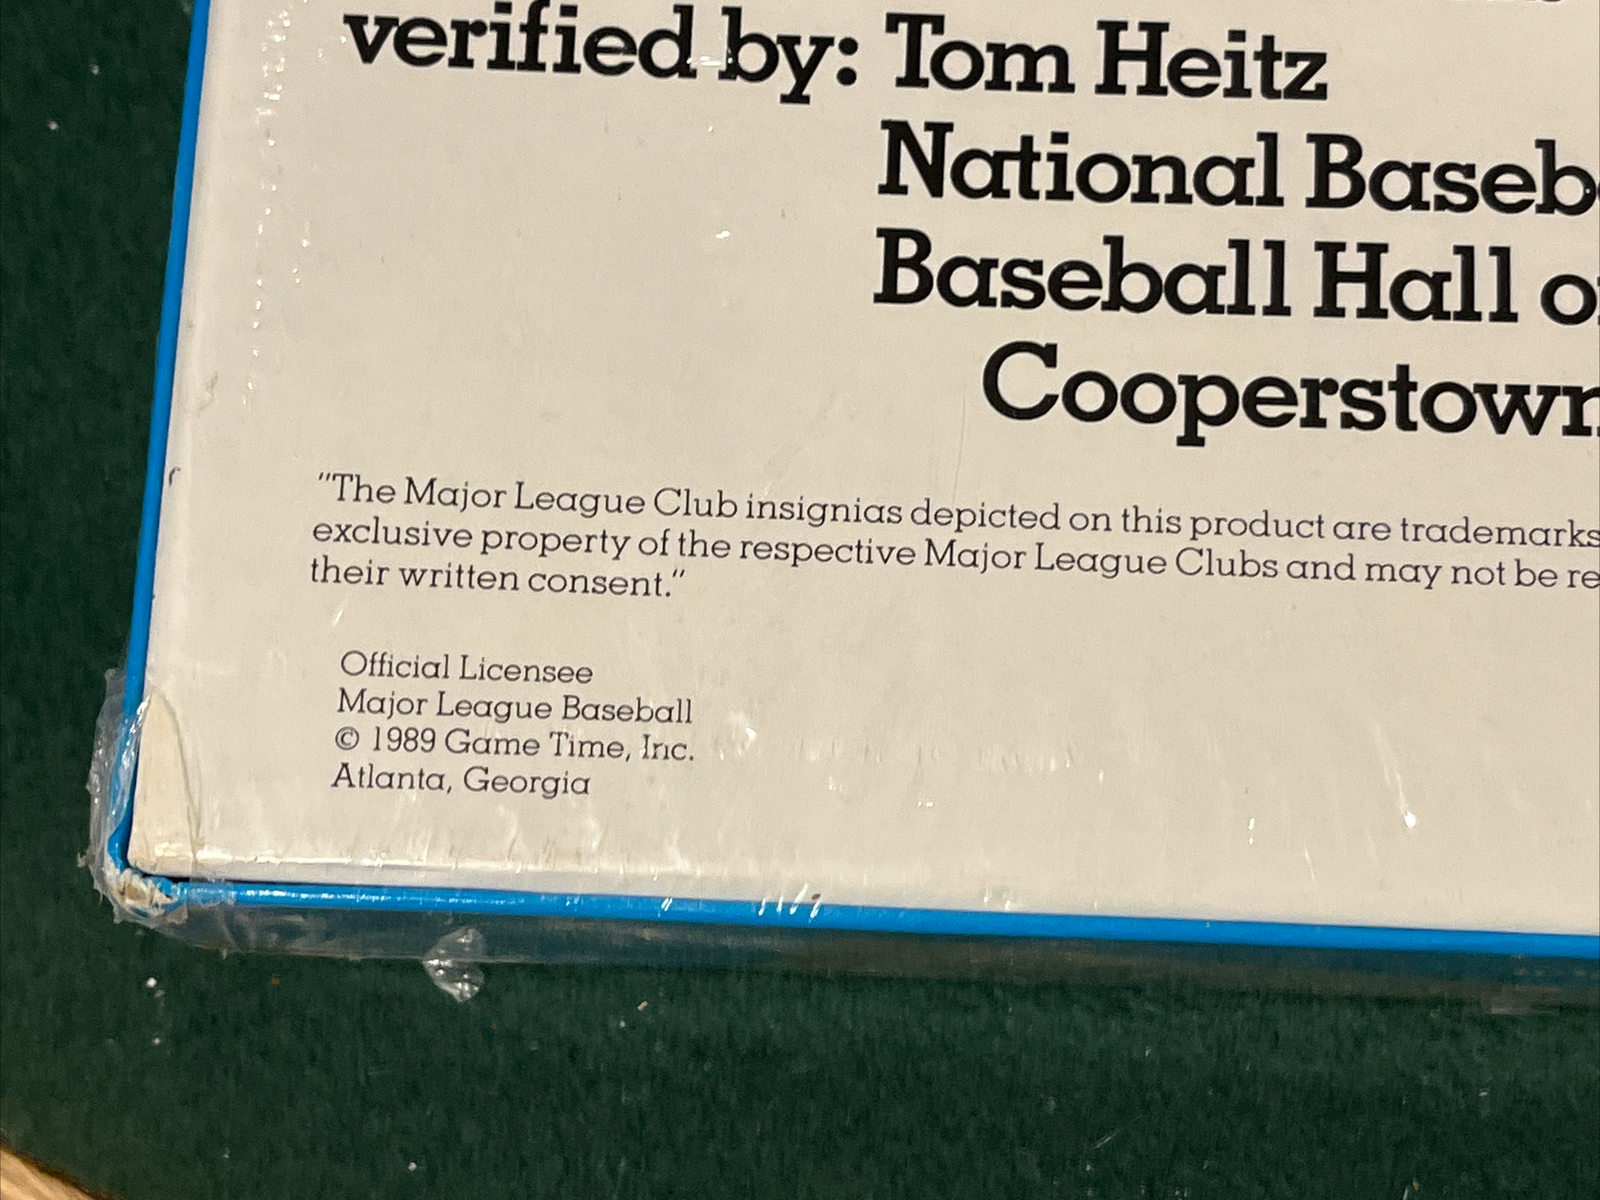 verified by: Tom Heitz
National Baseb
Baseball Hall o
Cooperstown
"The Major League Club insignias depicted on this product are trademarks
exclusive property of the respective Major League Clubs and may not be re
their written consent."
Official Licensee
Major League Baseball
© 1989 Game Time, Inc.
Atlanta, Georgia